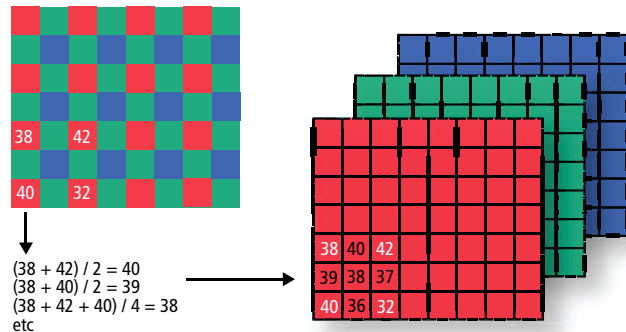 38 42
40 32
(38 + 42) / 2 = 40
(38 + 40) / 2 = 39
(38 + 42 + 40) / 4 = 38
etc
38 40 42
39 38 37
40 36 32